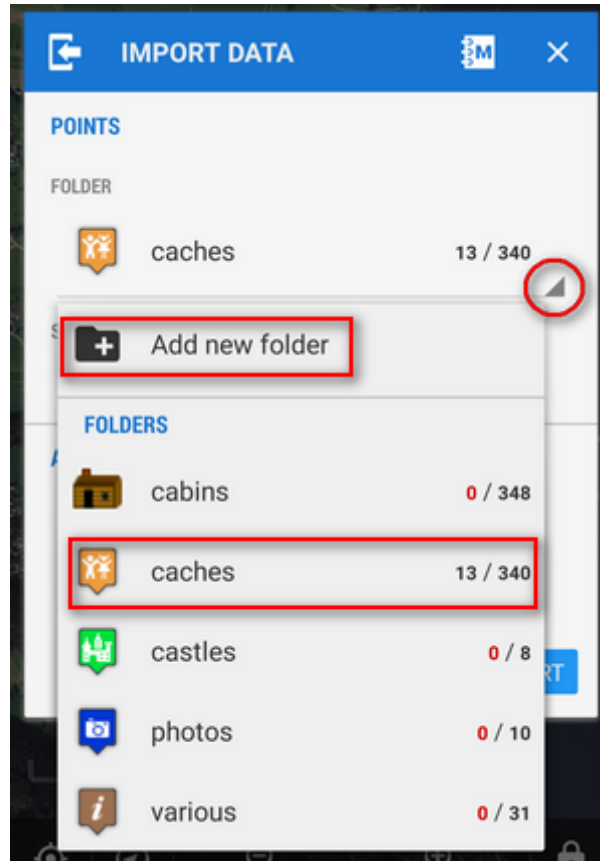 IMPORT DATA M
POINTS
FOLDER
caches 13 / 340
Add new folder
FOLDERS
cabins 0 / 348
caches 13 / 340
castles 0 / 8
photos 0 / 10
i various 0 / 31